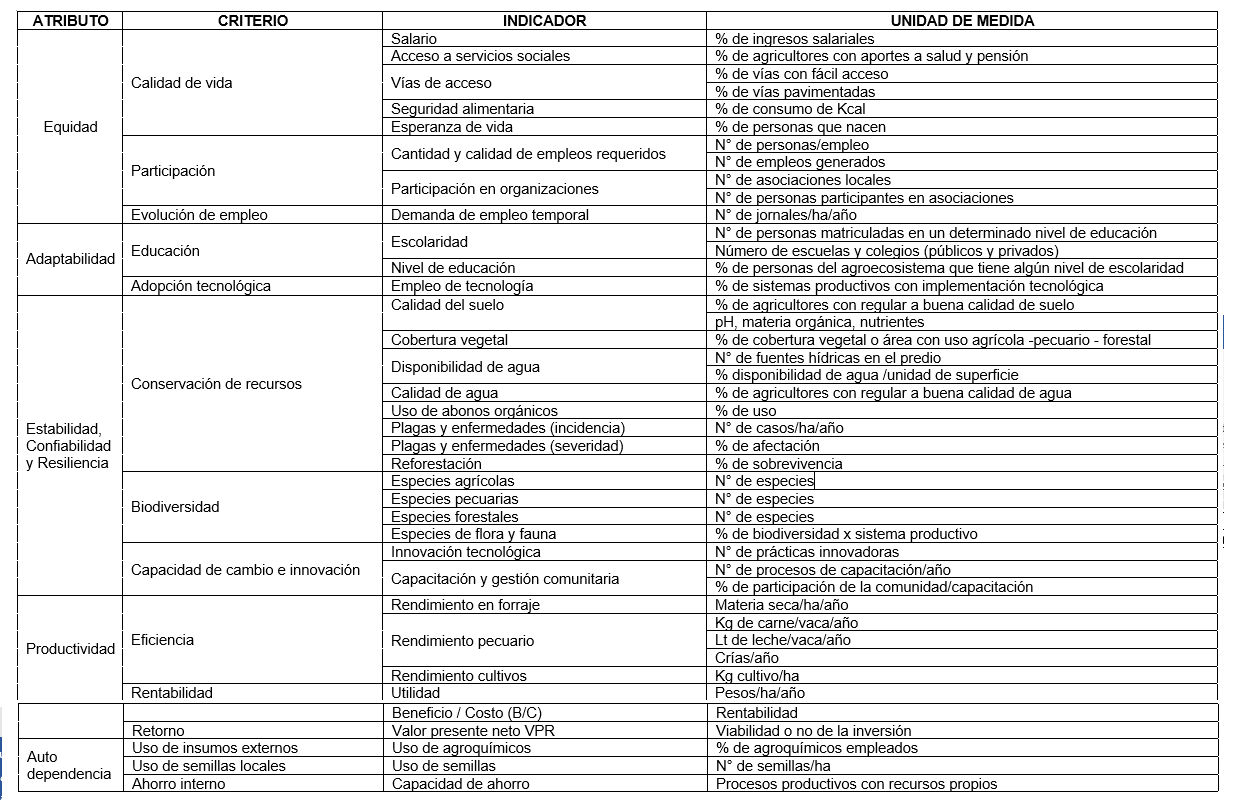 ATRIBUTO CRITERIO INDICADOR UNIDAD DE MEDIDA
Equidad
Calidad de vida
Salario % de ingresos salariales
Acceso a servicios sociales % de agricultores con aportes a salud y pensión
Vías de acceso
% de vías con fácil acceso
% de vías pavimentadas
Seguridad alimentaria % de consumo de Kcal
Esperanza de vida % de personas que nacen
Participación
Cantidad y calidad de empleos requeridos
N° de personas/empleo
N° de empleos generados
Participación en organizaciones
N° de asociaciones locales
N° de personas participantes en asociaciones
Evolución de empleo Demanda de empleo temporal N° de jornales/ha/año
Adaptabilidad
Educación
Escolaridad
N° de personas matriculadas en un determinado nivel de educación
Número de escuelas y colegios (públicos y privados)
Nivel de educación % de personas del agroecosistema que tiene algún nivel de escolaridad
Adopción tecnológica Empleo de tecnología % de sistemas productivos con implementación tecnológica
Estabilidad,
Confiabilidad
y Resiliencia
Conservación de recursos
Calidad del suelo % de agricultores con regular a buena calidad de suelo
pH, materia orgánica, nutrientes
Cobertura vegetal % de cobertura vegetal o área con uso agrícola -pecuario - forestal
Disponibilidad de agua
N° de fuentes hídricas en el predio
% disponibilidad de agua /unidad de superficie
Calidad de agua % de agricultores con regular a buena calidad de agua
Uso de abonos orgánicos % de uso
Plagas y enfermedades (incidencia) N° de casos/ha/año
Plagas y enfermedades (severidad) % de afectación
Reforestación % de sobrevivencia
Biodiversidad
Especies agrícolas N° de especies
Especies pecuarias N° de especies
Especies forestales N° de especies
Especies de flora y fauna % de biodiversidad x sistema productivo
Capacidad de cambio e innovación
Innovación tecnológica N° de prácticas innovadoras
Capacitación y gestión comunitaria
N° de procesos de capacitación/año
% de participación de la comunidad/capacitación
Productividad
Eficiencia
Rendimiento en forraje Materia seca/ha/año
Rendimiento pecuario
Kg de carne/vaca/año
Lt de leche/vaca/año
Crías/año
Rendimiento cultivos Kg cultivo/ha
Rentabilidad Utilidad Pesos/ha/año
Beneficio / Costo (B/C) Rentabilidad
Retorno Valor presente neto VPR Viabilidad o no de la inversión
Auto
dependencia
Uso de insumos externos Uso de agroquímicos % de agroquímicos empleados
Uso de semillas locales Uso de semillas N° de semillas/ha
Ahorro interno Capacidad de ahorro Procesos productivos con recursos propios